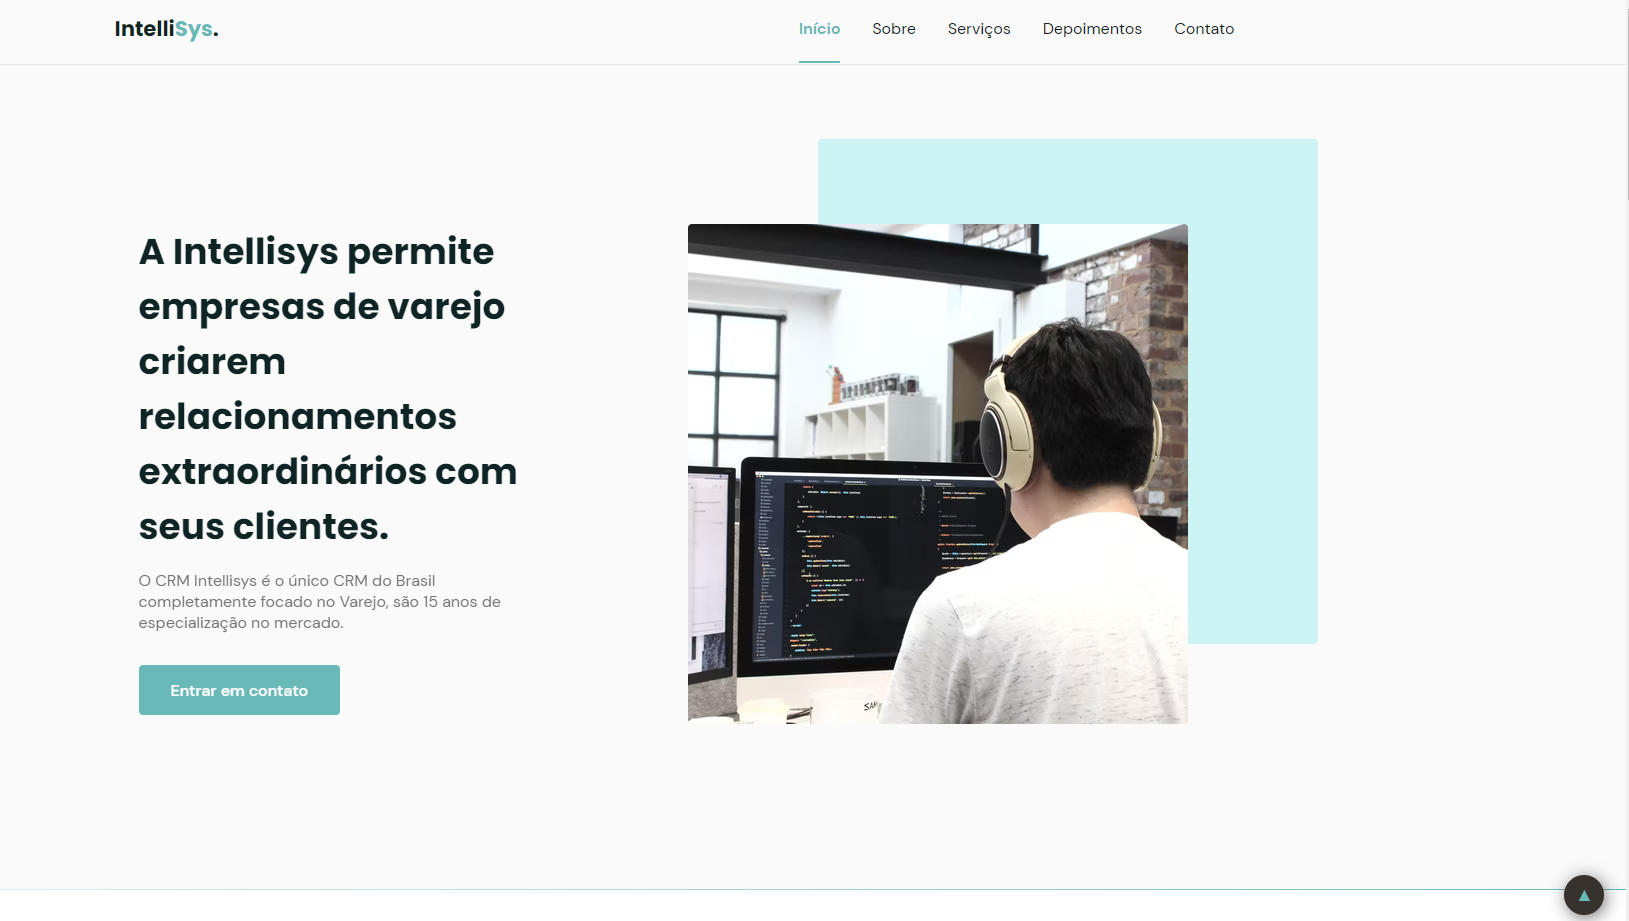 IntelliSys.
Início Sobre Serviços Depoimentos Contato
A Intellisys permite
empresas de varejo
criarem
relacionamentos
extraordinários com
seus clientes.
O CRM Intellisys é o único CRM do Brasil
completamente focado no Varejo, são 15 anos de
especialização no mercado.
Entrar em contato